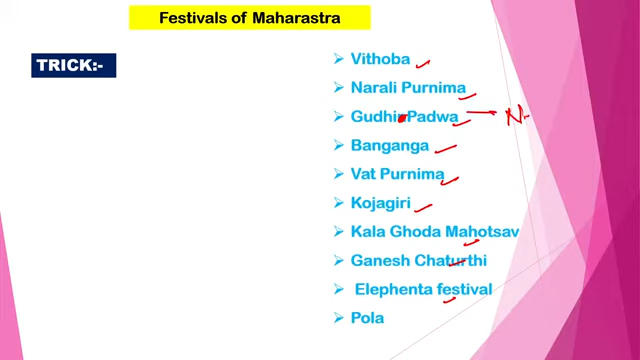 Festivals of Maharastra
TRICK:-
Vithoba
Narali Purnima
Gudhi Padwa — N
Banganga
Vat Purnima
Kojagiri
Kala Ghoda Mahotsav
Ganesh Chaturthi
Elephenta festival
Pola